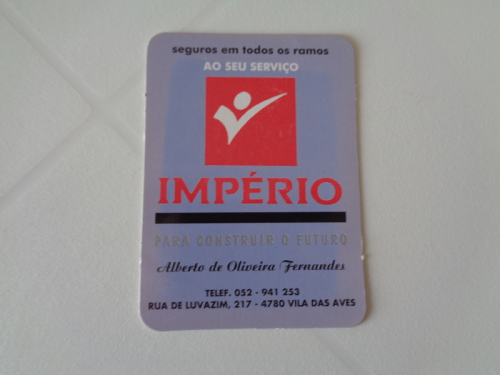 seguros em todos os ramos
AO SEU SERVIÇO
IMPÉRIO
PARA CONSTRUIR O FUTURO
Alberto de Oliveira Fernandes
TELEF. 052 - 941 253
RUA DE LUVAZIM, 217 - 4780 VILA DAS AVES